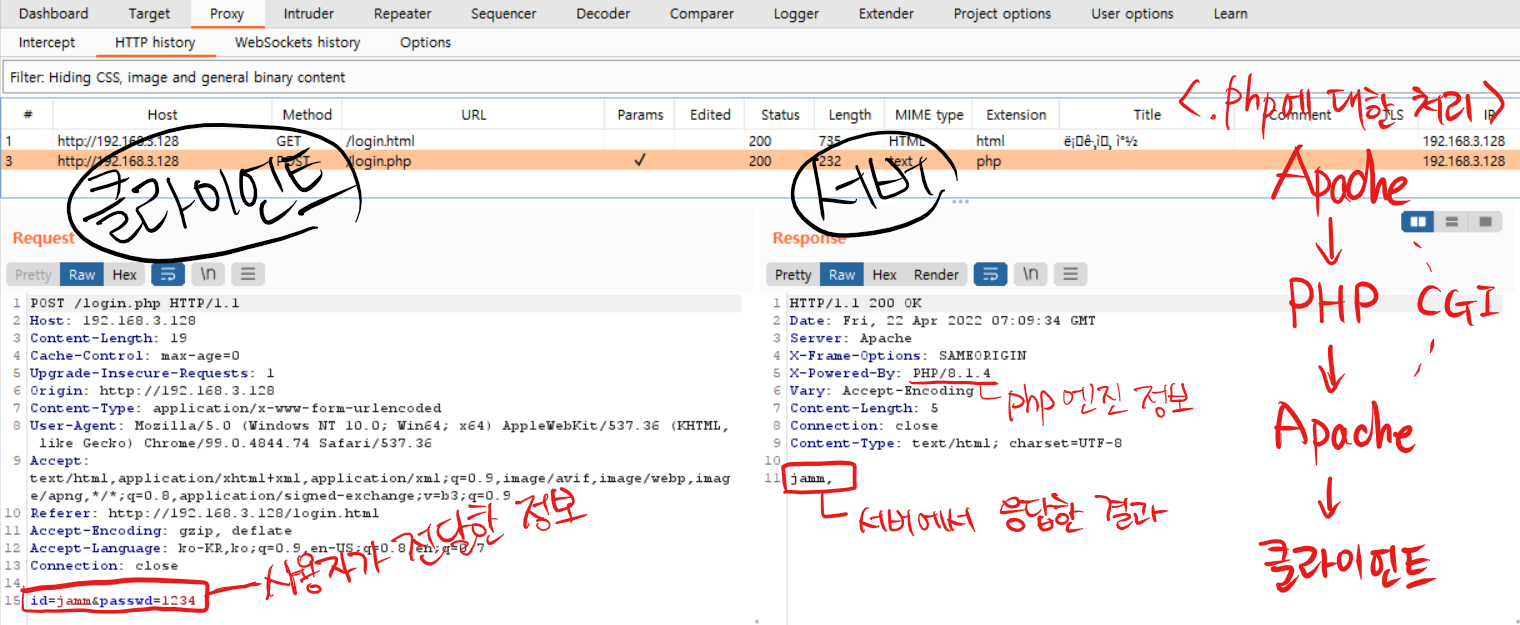 Dashboard Target Proxy Intruder Repeater Sequencer Decoder Comparer Logger Extender Project options User options Learn
Intercept HTTP history WebSockets history Options
Filter: Hiding CSS, image and general binary content
# Host Method URL Params Edited Status Length MIME type Extension Title Comment TLS IP
1 http://192.168.3.128 GET /login.html 200 735 HTML html 192.168.3.128
3 http://192.168.3.128 POST /login.php ✓ 200 232 text php 192.168.3.128
클라이언트
서버
Request
Pretty Raw Hex \n
1 POST /login.php HTTP/1.1
2 Host: 192.168.3.128
3 Content-Length: 19
4 Cache-Control: max-age=0
5 Upgrade-Insecure-Requests: 1
6 Origin: http://192.168.3.128
7 Content-Type: application/x-www-form-urlencoded
8 User-Agent: Mozilla/5.0 (Windows NT 10.0; Win64; x64) AppleWebKit/537.36 (KHTML,
like Gecko) Chrome/99.0.4844.74 Safari/537.36
9 Accept:
text/html,application/xhtml+xml,application/xml;q=0.9,image/avif,image/webp,imag
e/apng,*/*;q=0.8,application/signed-exchange;v=b3;q=0.9
10 Referer: http://192.168.3.128/login.html
11 Accept-Encoding: gzip, deflate
12 Accept-Language: ko-KR,ko;q=0.9,en-US;q=0.8,en;q=0.7
13 Connection: close
14
15 id=jamm&passwd=1234
사용자가 전달한 정보
Response
Pretty Raw Hex Render \n
1 HTTP/1.1 200 OK
2 Date: Fri, 22 Apr 2022 07:09:34 GMT
3 Server: Apache
4 X-Frame-Options: SAMEORIGIN
5 X-Powered-By: PHP/8.1.4
6 Vary: Accept-Encoding
php 엔진 정보
7 Content-Length: 5
8 Connection: close
9 Content-Type: text/html; charset=UTF-8
10
11 jamm,
서버에서 응답한 결과
<.php에 대한 처리>
Apache
↓
PHP CGI
↓
Apache
↓
클라이언트